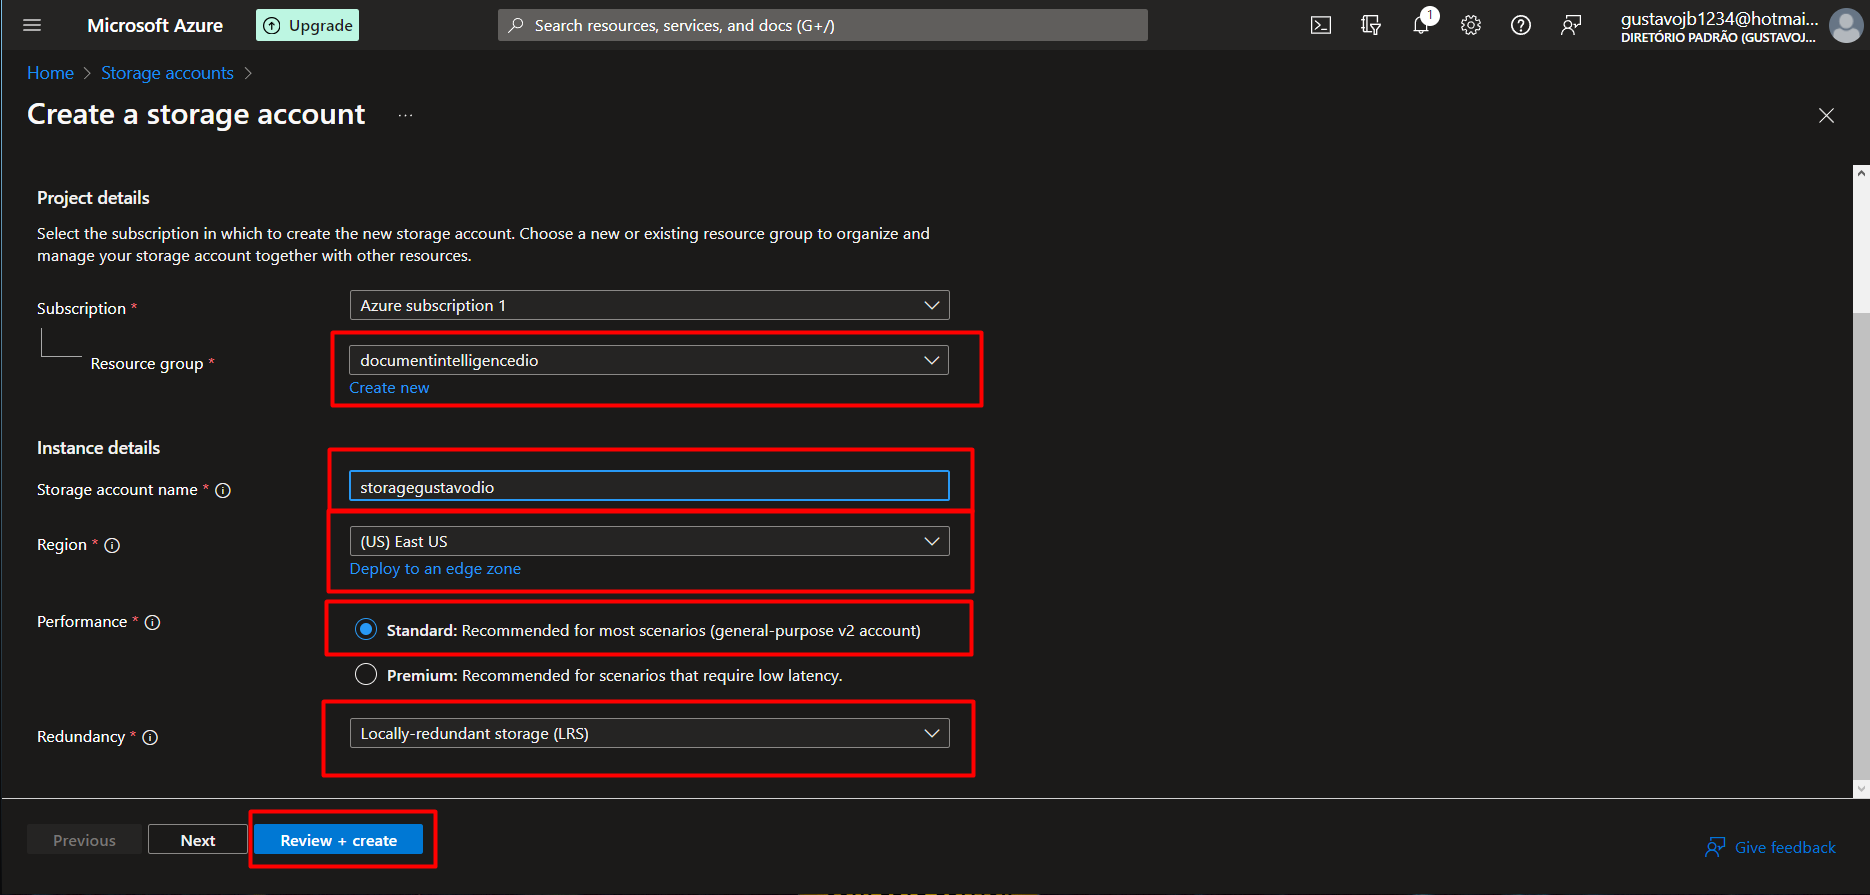 Microsoft Azure
Upgrade
Search resources, services, and docs (G+/)
1
gustavojb1234@hotmai...
DIRETÓRIO PADRÃO (GUSTAVOJ...
Home > Storage accounts >
Create a storage account ...
Project details
Select the subscription in which to create the new storage account. Choose a new or existing resource group to organize and
manage your storage account together with other resources.
Subscription *
Azure subscription 1
Resource group *
documentintelligencedio
Create new
Instance details
Storage account name *
storagegustavodio
Region *
(US) East US
Deploy to an edge zone
Performance *
Standard: Recommended for most scenarios (general-purpose v2 account)
Premium: Recommended for scenarios that require low latency.
Redundancy *
Locally-redundant storage (LRS)
Previous
Next
Review + create
Give feedback